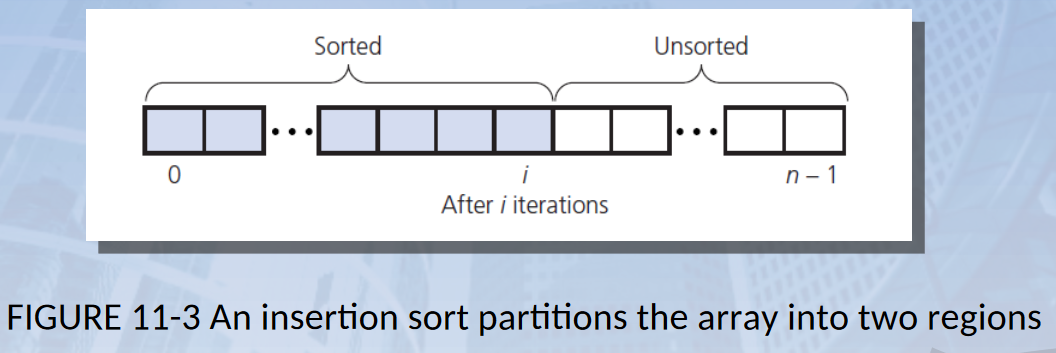 Sorted Unsorted
0 i n – 1
After i iterations
FIGURE 11-3 An insertion sort partitions the array into two regions